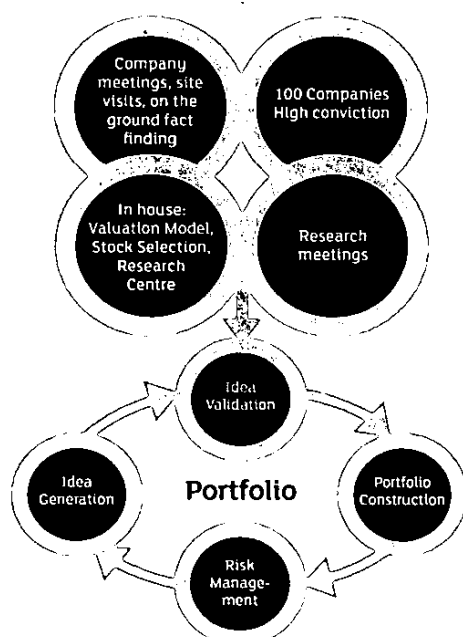 Company
meetings, site
visits, on the
ground fact
finding
100 Companies
High conviction
In house:
Valuation Model,
Stock Selection,
Research
Centre
Research
meetings
Idea
Validation
Idea
Generation
Portfolio
Portfolio
Construction
Risk
Manage-
ment